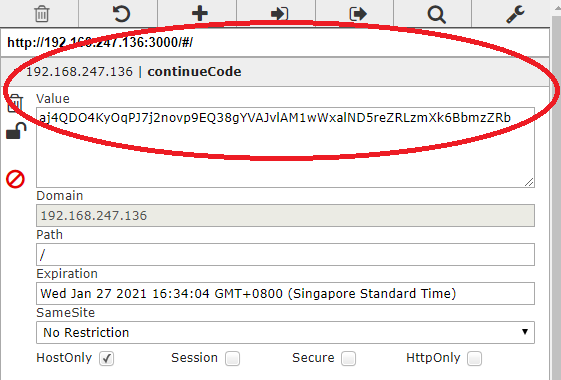 http://192.168.247.136:3000/#/
192.168.247.136 | continueCode
Value
aj4QDO4KyOqPJ7j2novp9EQ38gYVAJvlAM1wWxalND5reZRLzmXk6BbmzZRb
Domain
192.168.247.136
Path
/
Expiration
Wed Jan 27 2021 16:34:04 GMT+0800 (Singapore Standard Time)
SameSite
No Restriction
HostOnly Session Secure HttpOnly